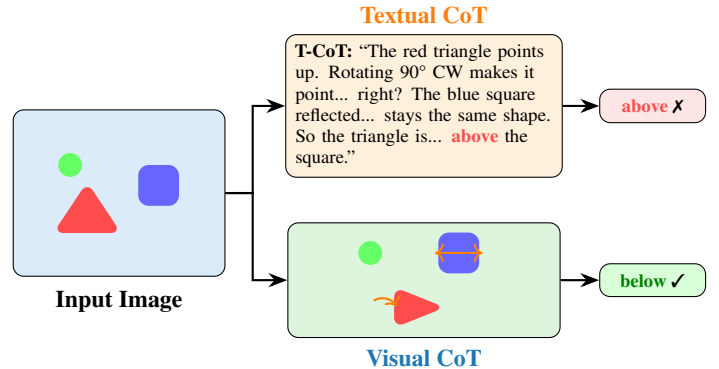 Textual CoT
T-CoT: “The red triangle points
up. Rotating 90° CW makes it
point... right? The blue square
reflected... stays the same shape.
So the triangle is... above the
square.”
above ✗
Input Image
below ✓
Visual CoT